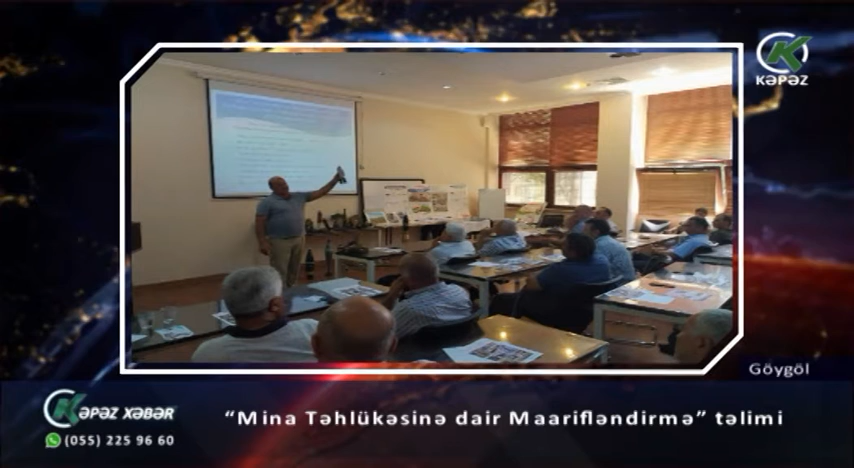 KƏPƏZ
Göygöl
KƏPƏZ XƏBƏR
(055) 225 96 60
“Mina Təhlükəsinə dair Maarifləndirmə” təlimi